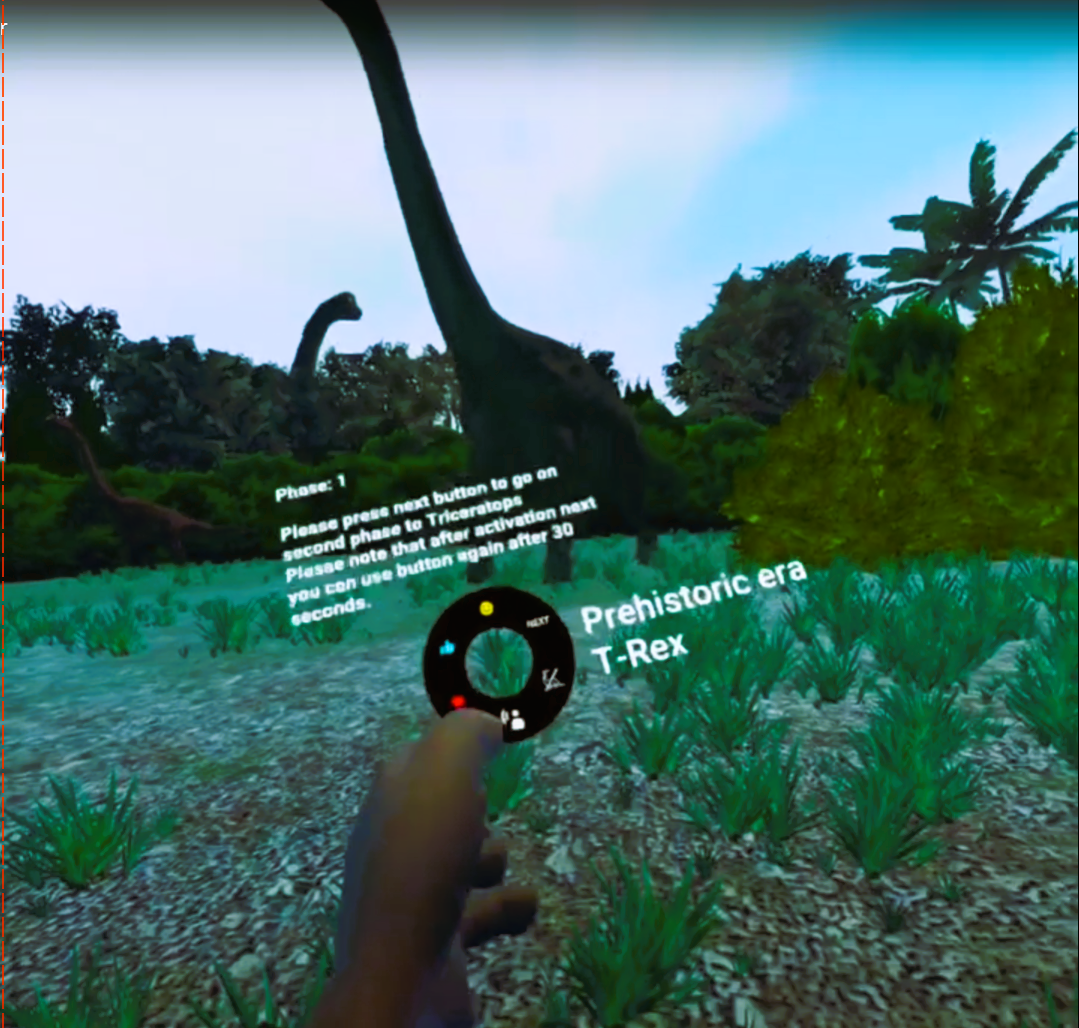 Phase: 1
Please press next button to go on
second phase to Triceratops
Please note that after activation next
you can use button again after 30
seconds.
NEXT
Prehistoric era
T-Rex